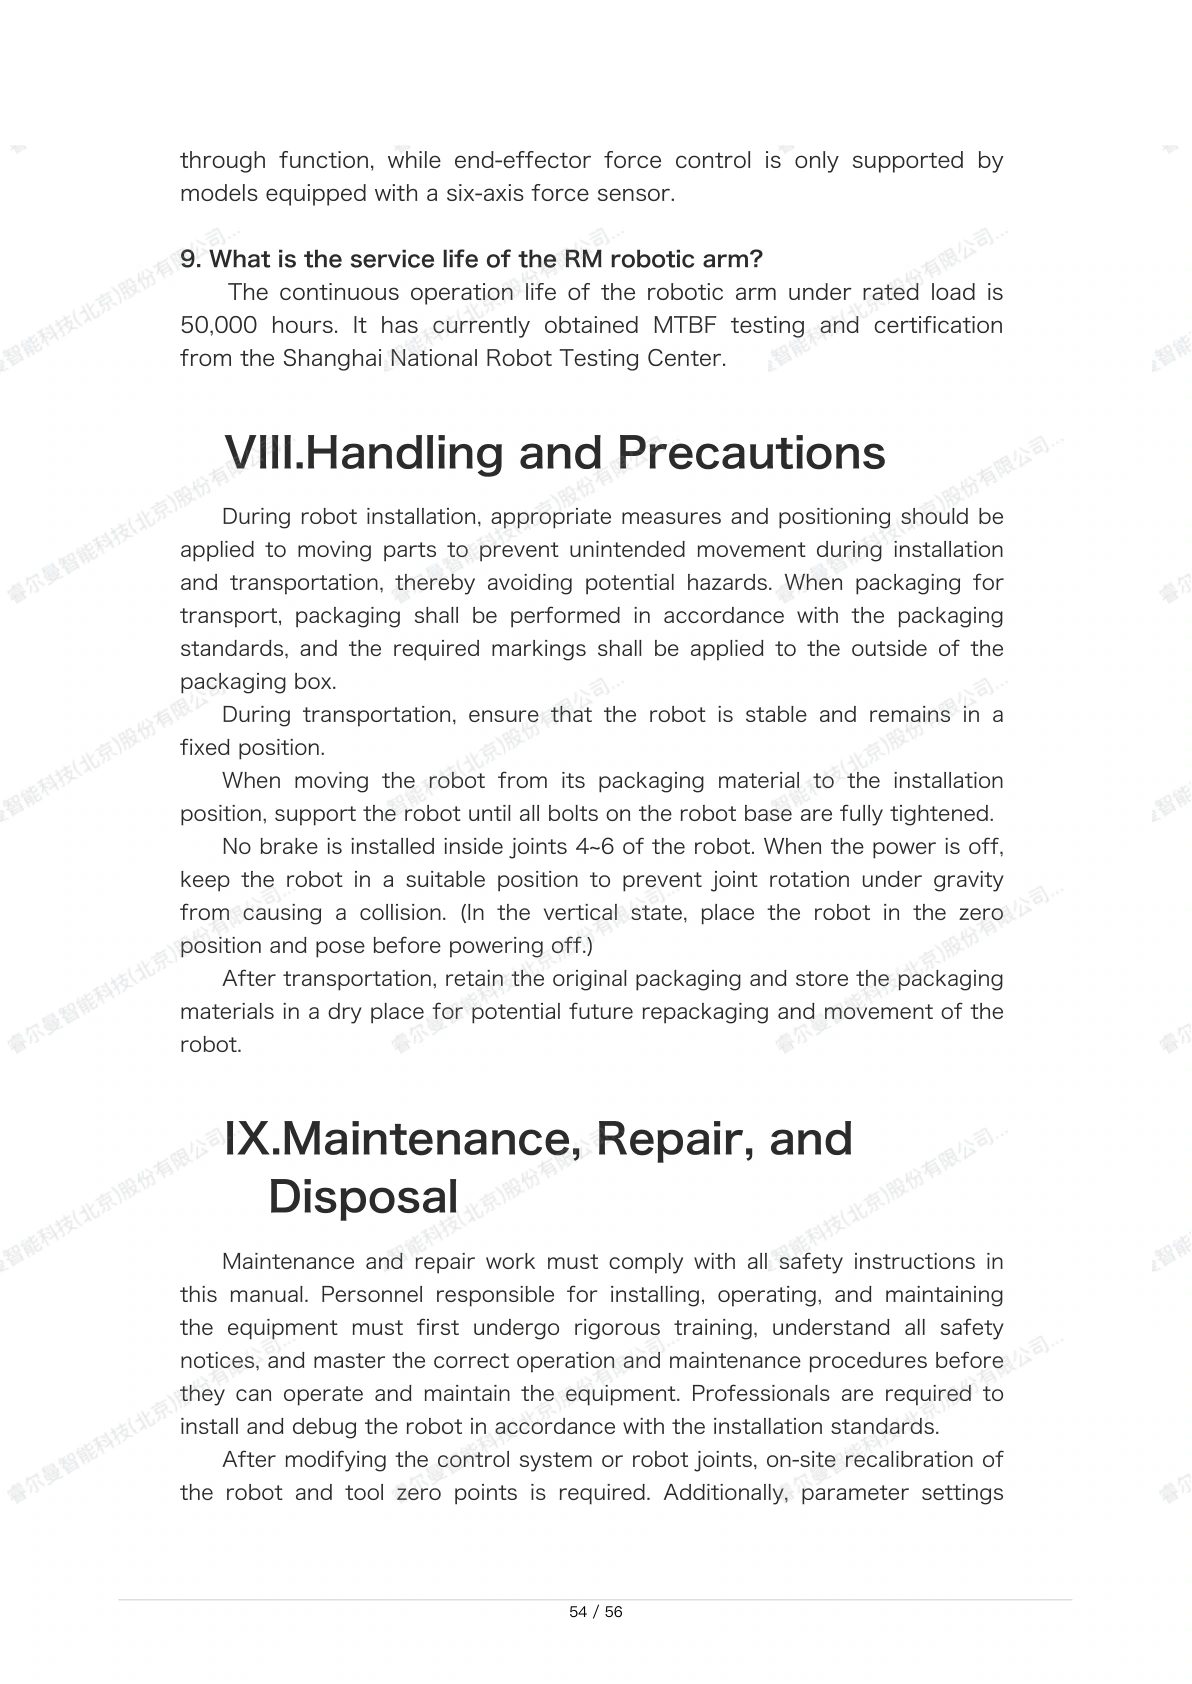 through function, while end-effector force control is only supported by
models equipped with a six-axis force sensor.
9. What is the service life of the RM robotic arm?
The continuous operation life of the robotic arm under rated load is
50,000 hours. It has currently obtained MTBF testing and certification
from the Shanghai National Robot Testing Center.
VIII.Handling and Precautions
During robot installation, appropriate measures and positioning should be
applied to moving parts to prevent unintended movement during installation
and transportation, thereby avoiding potential hazards. When packaging for
transport, packaging shall be performed in accordance with the packaging
standards, and the required markings shall be applied to the outside of the
packaging box.
During transportation, ensure that the robot is stable and remains in a
fixed position.
When moving the robot from its packaging material to the installation
position, support the robot until all bolts on the robot base are fully tightened.
No brake is installed inside joints 4~6 of the robot. When the power is off,
keep the robot in a suitable position to prevent joint rotation under gravity
from causing a collision. (In the vertical state, place the robot in the zero
position and pose before powering off.)
After transportation, retain the original packaging and store the packaging
materials in a dry place for potential future repackaging and movement of the
robot.
IX.Maintenance, Repair, and
Disposal
Maintenance and repair work must comply with all safety instructions in
this manual. Personnel responsible for installing, operating, and maintaining
the equipment must first undergo rigorous training, understand all safety
notices, and master the correct operation and maintenance procedures before
they can operate and maintain the equipment. Professionals are required to
install and debug the robot in accordance with the installation standards.
After modifying the control system or robot joints, on-site recalibration of
the robot and tool zero points is required. Additionally, parameter settings
54 / 56
睿尔曼智能科技(北京)股份有限公司...